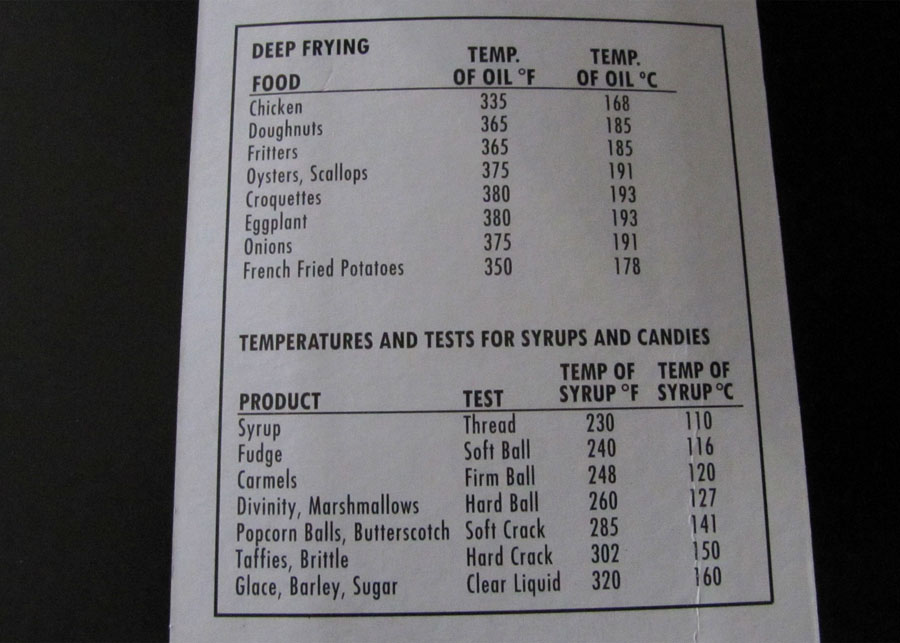 DEEP FRYING
FOOD TEMP. OF OIL °F TEMP. OF OIL °C
Chicken 335 168
Doughnuts 365 185
Fritters 365 185
Oysters, Scallops 375 191
Croquettes 380 193
Eggplant 380 193
Onions 375 191
French Fried Potatoes 350 178
TEMPERATURES AND TESTS FOR SYRUPS AND CANDIES
PRODUCT TEST TEMP OF SYRUP °F TEMP OF SYRUP °C
Syrup Thread 230 110
Fudge Soft Ball 240 116
Carmels Firm Ball 248 120
Divinity, Marshmallows Hard Ball 260 127
Popcorn Balls, Butterscotch Soft Crack 285 141
Taffies, Brittle Hard Crack 302 150
Glace, Barley, Sugar Clear Liquid 320 160